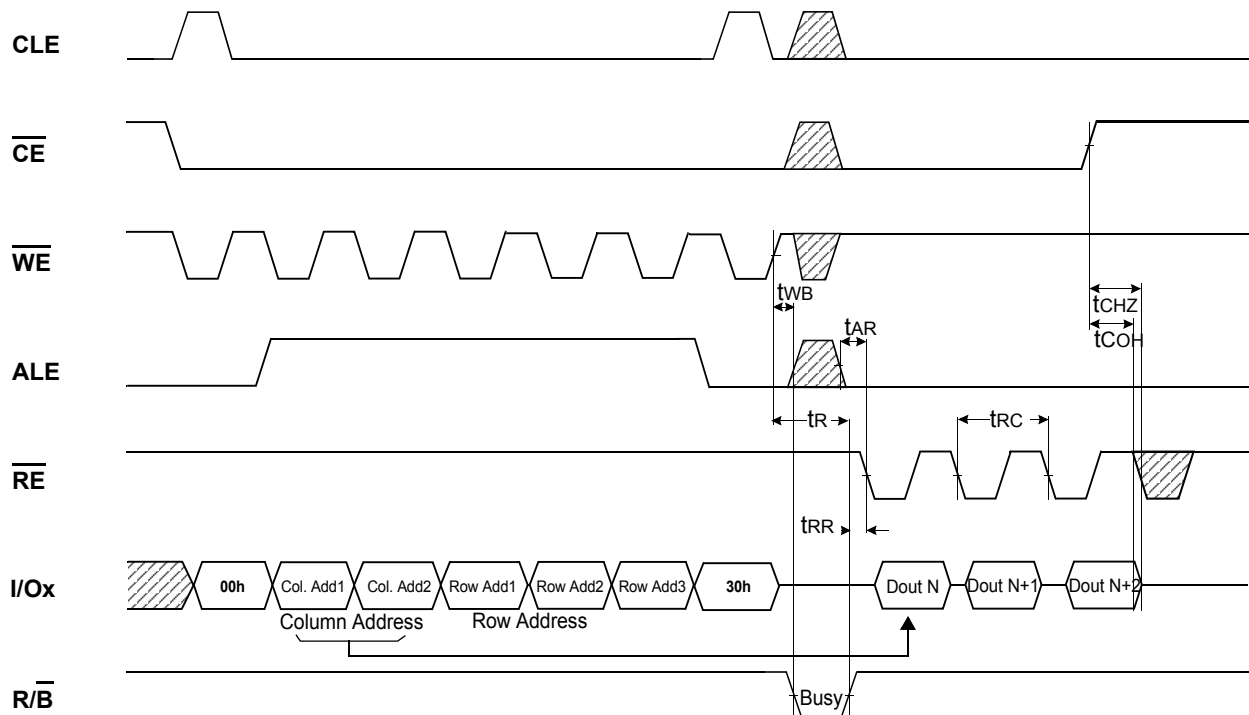 CLE
CE
WE
tWB
tCHZ
tAR
tCOH
ALE
tR
tRC
RE
tRR
I/Ox
00h
Col. Add1
Col. Add2
Row Add1
Row Add2
Row Add3
30h
Dout N
Dout N+1
Dout N+2
Column Address
Row Address
R/B
Busy